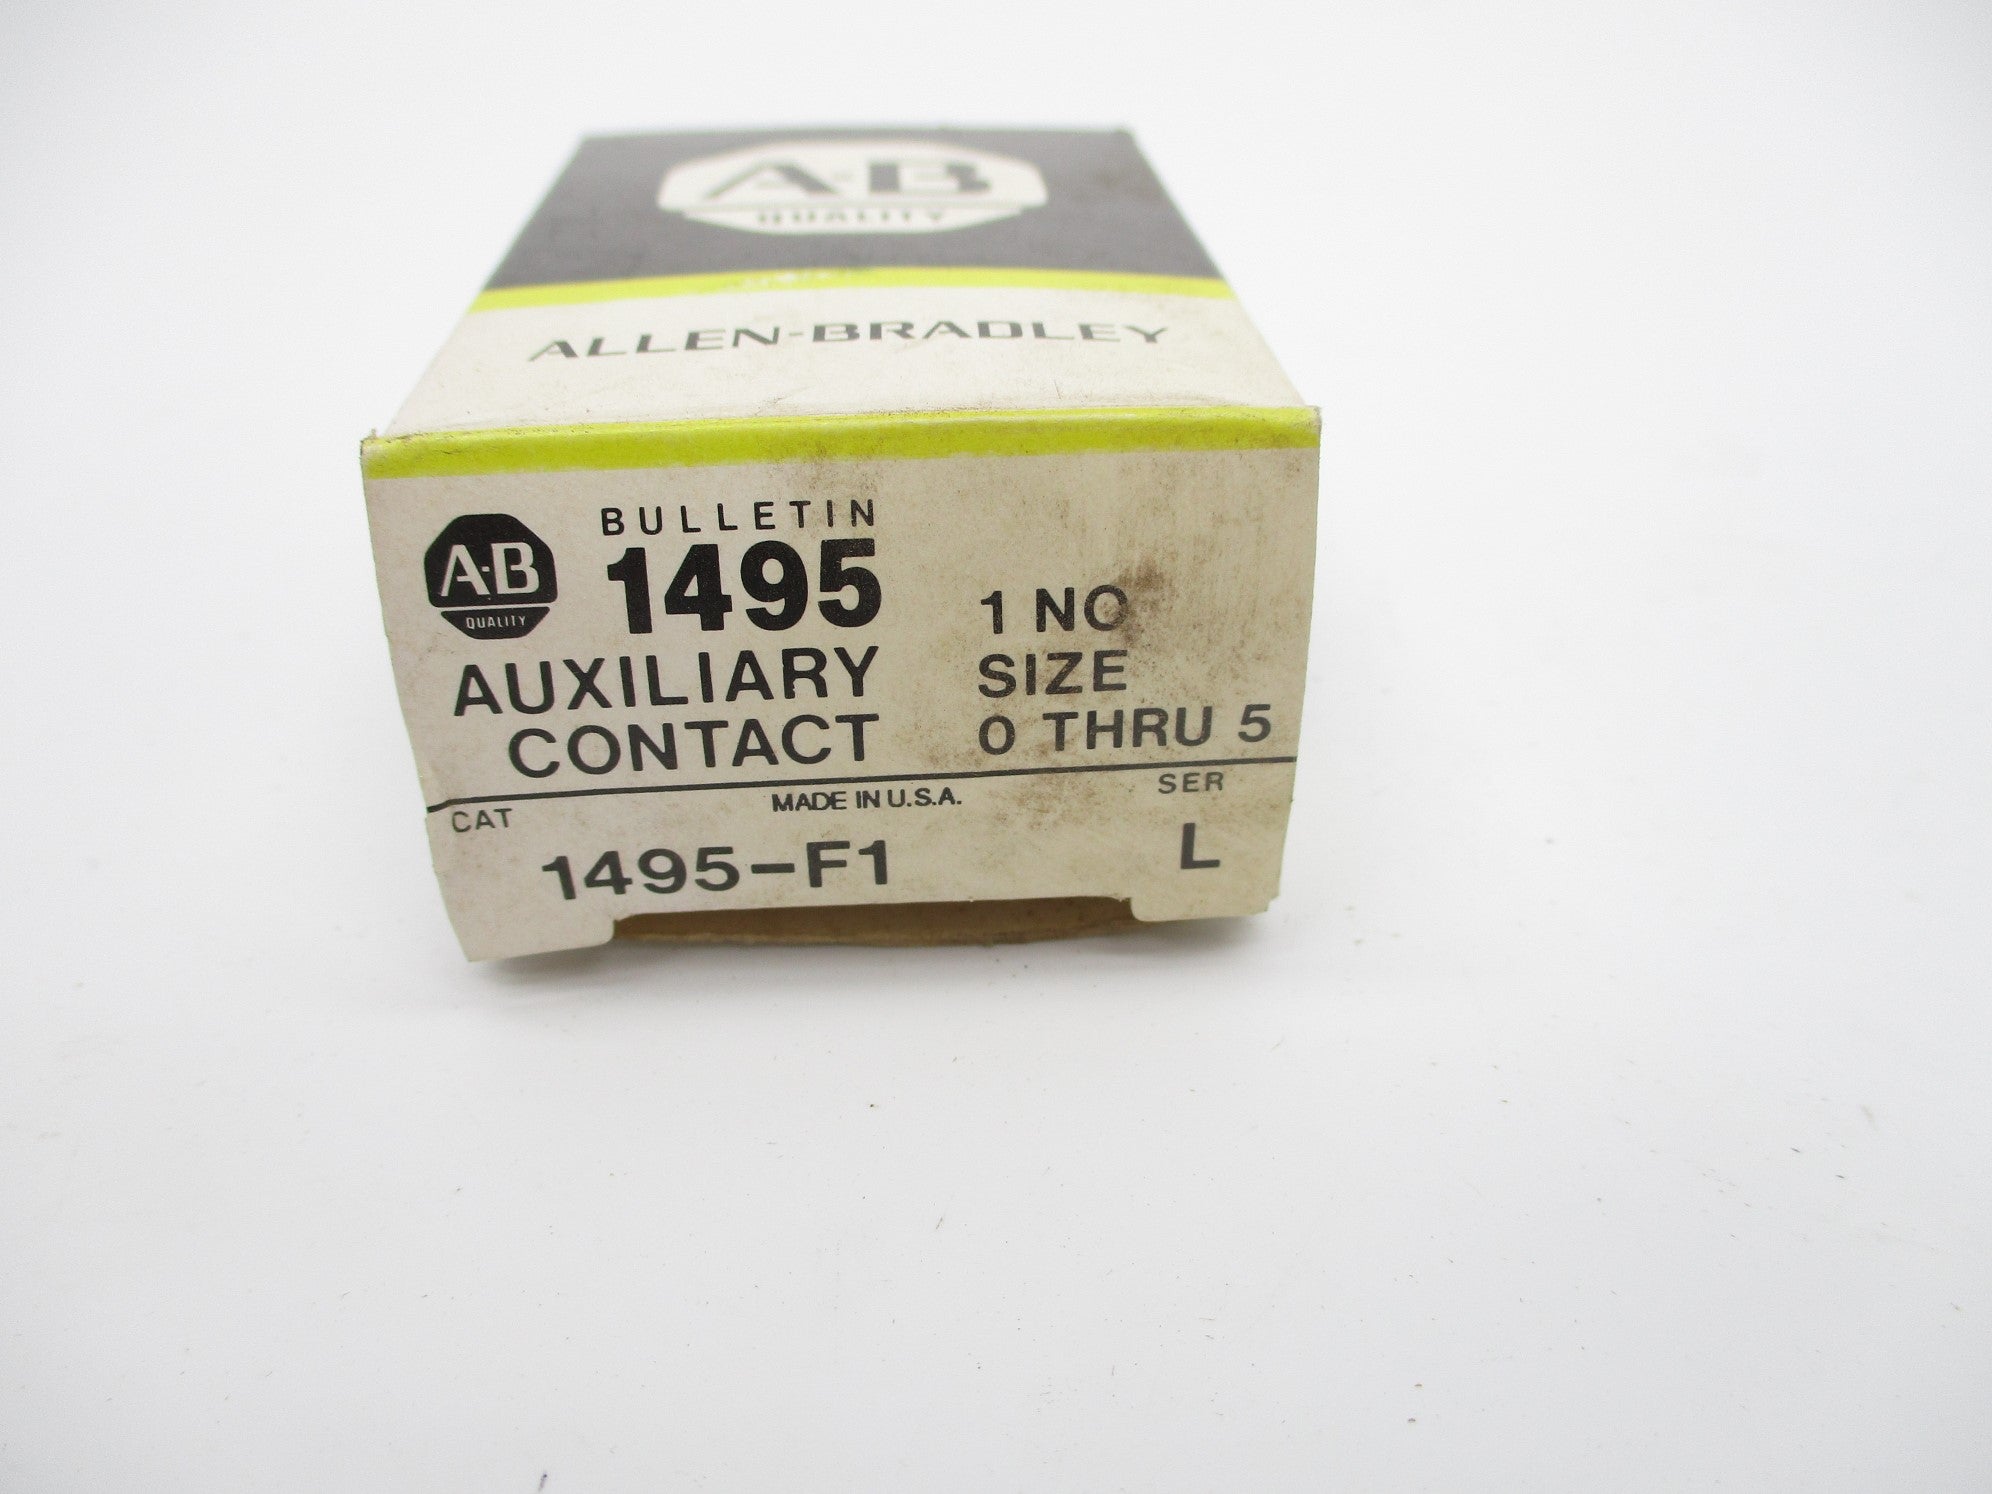 A-B
QUALITY
ALLEN-BRADLEY
A-B
QUALITY
BULLETIN
1495
AUXILIARY
CONTACT
1 NO
SIZE
0 THRU 5
CAT
MADE IN U.S.A.
SER
1495-F1
L